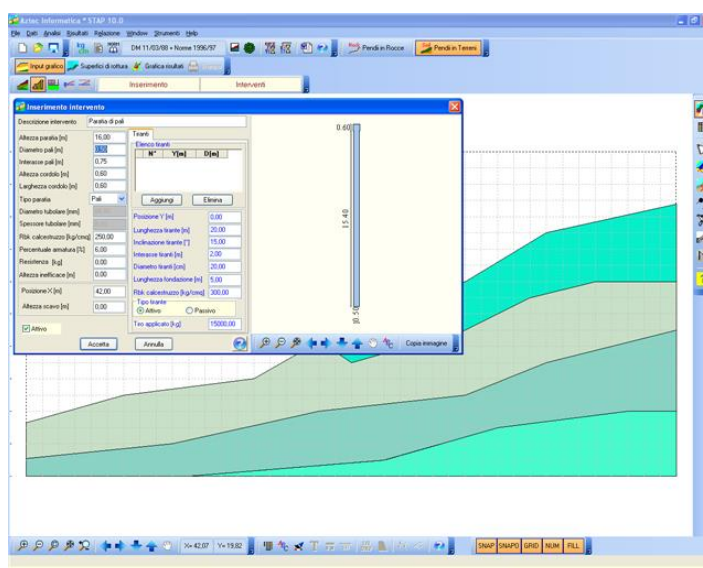 Aztec Informatica * STAP 10.0
File Dati Analisi Risultati Relazione Window Strumenti Help
DM 11/03/88 + Norme 1996/97 Pendii in Rocce Pendii in Terreni
Input grafico Superfici di rottura Grafica risultati
Inserimento Interventi
Inserimento intervento
Descrizione intervento Paratia di pali
Altezza paratia [m] 16,00
Diametro pali [m] 0,50
Interasse pali [m] 0,75
Altezza cordolo [m] 0,60
Larghezza cordolo [m] 0,60
Tipo paratia Pali
Diametro tubolare [mm]
Spessore tubolare [mm]
Rbk calcestruzzo [kg/cmq] 250,00
Percentuale armatura [%] 6,00
Resistenza [kg] 0,00
Altezza inefficace [m] 0,00
Posizione X [m] 42,00
Altezza scavo [m] 0,00
Attivo
Accetta Annulla
Tiranti
Elenco tiranti
N° Y[m] D[m]
Aggiungi Elimina
Posizione Y [m] 0,00
Lunghezza tirante [m] 20,00
Inclinazione tirante [°] 15,00
Interasse tiranti [m] 2,00
Diametro tiranti [cm] 20,00
Lunghezza fondazione [m] 5,00
Rbk calcestruzzo [kg/cmq] 300,00
Tipo tirante
Attivo Passivo
Tiro applicato [kg] 15000,00
0.60
15.40
0.50
Copia immagine
X= 42,07 Y= 19,82
SNAP SNAPO GRID NUM FILL